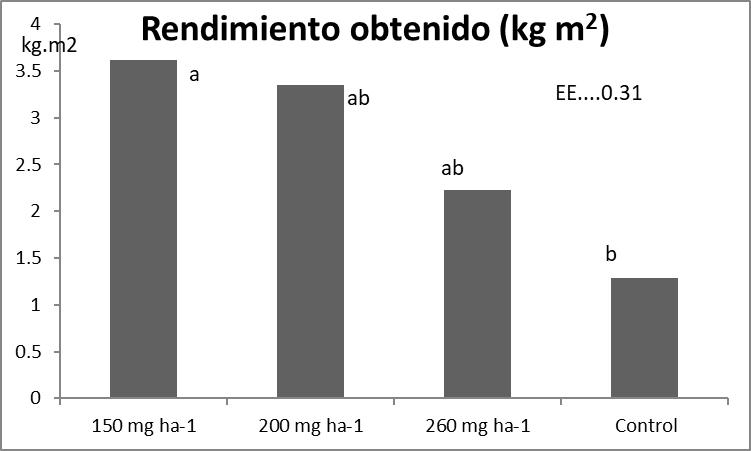 Rendimiento obtenido (kg m²)
kg.m2
4
3.5
3
2.5
2
1.5
1
0.5
0
a
ab
ab
b
EE....0.31
150 mg ha-1
200 mg ha-1
260 mg ha-1
Control